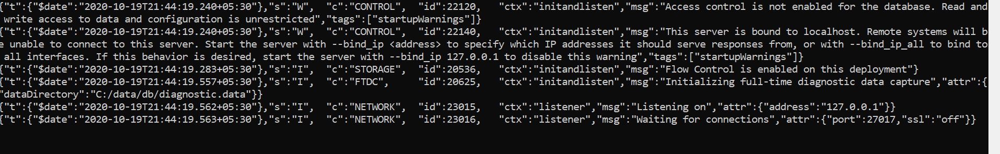 {"t":{"$date":"2020-10-19T21:44:19.240+05:30"},"s":"W",  "c":"CONTROL",  "id":22120,   "ctx":"initandlisten","msg":"Access control is not enabled for the database. Read and
 write access to data and configuration is unrestricted","tags":["startupWarnings"]}
{"t":{"$date":"2020-10-19T21:44:19.240+05:30"},"s":"W",  "c":"CONTROL",  "id":22140,   "ctx":"initandlisten","msg":"This server is bound to localhost. Remote systems will b
e unable to connect to this server. Start the server with --bind_ip <address> to specify which IP addresses it should serve responses from, or with --bind_ip_all to bind to
 all interfaces. If this behavior is desired, start the server with --bind_ip 127.0.0.1 to disable this warning","tags":["startupWarnings"]}
{"t":{"$date":"2020-10-19T21:44:19.283+05:30"},"s":"I",  "c":"STORAGE",  "id":20536,   "ctx":"initandlisten","msg":"Flow Control is enabled on this deployment"}
{"t":{"$date":"2020-10-19T21:44:19.557+05:30"},"s":"I",  "c":"FTDC",     "id":20625,   "ctx":"initandlisten","msg":"Initializing full-time diagnostic data capture","attr":{
"dataDirectory":"C:/data/db/diagnostic.data"}}
{"t":{"$date":"2020-10-19T21:44:19.562+05:30"},"s":"I",  "c":"NETWORK",  "id":23015,   "ctx":"listener","msg":"Listening on","attr":{"address":"127.0.0.1"}}
{"t":{"$date":"2020-10-19T21:44:19.563+05:30"},"s":"I",  "c":"NETWORK",  "id":23016,   "ctx":"listener","msg":"Waiting for connections","attr":{"port":27017,"ssl":"off"}}